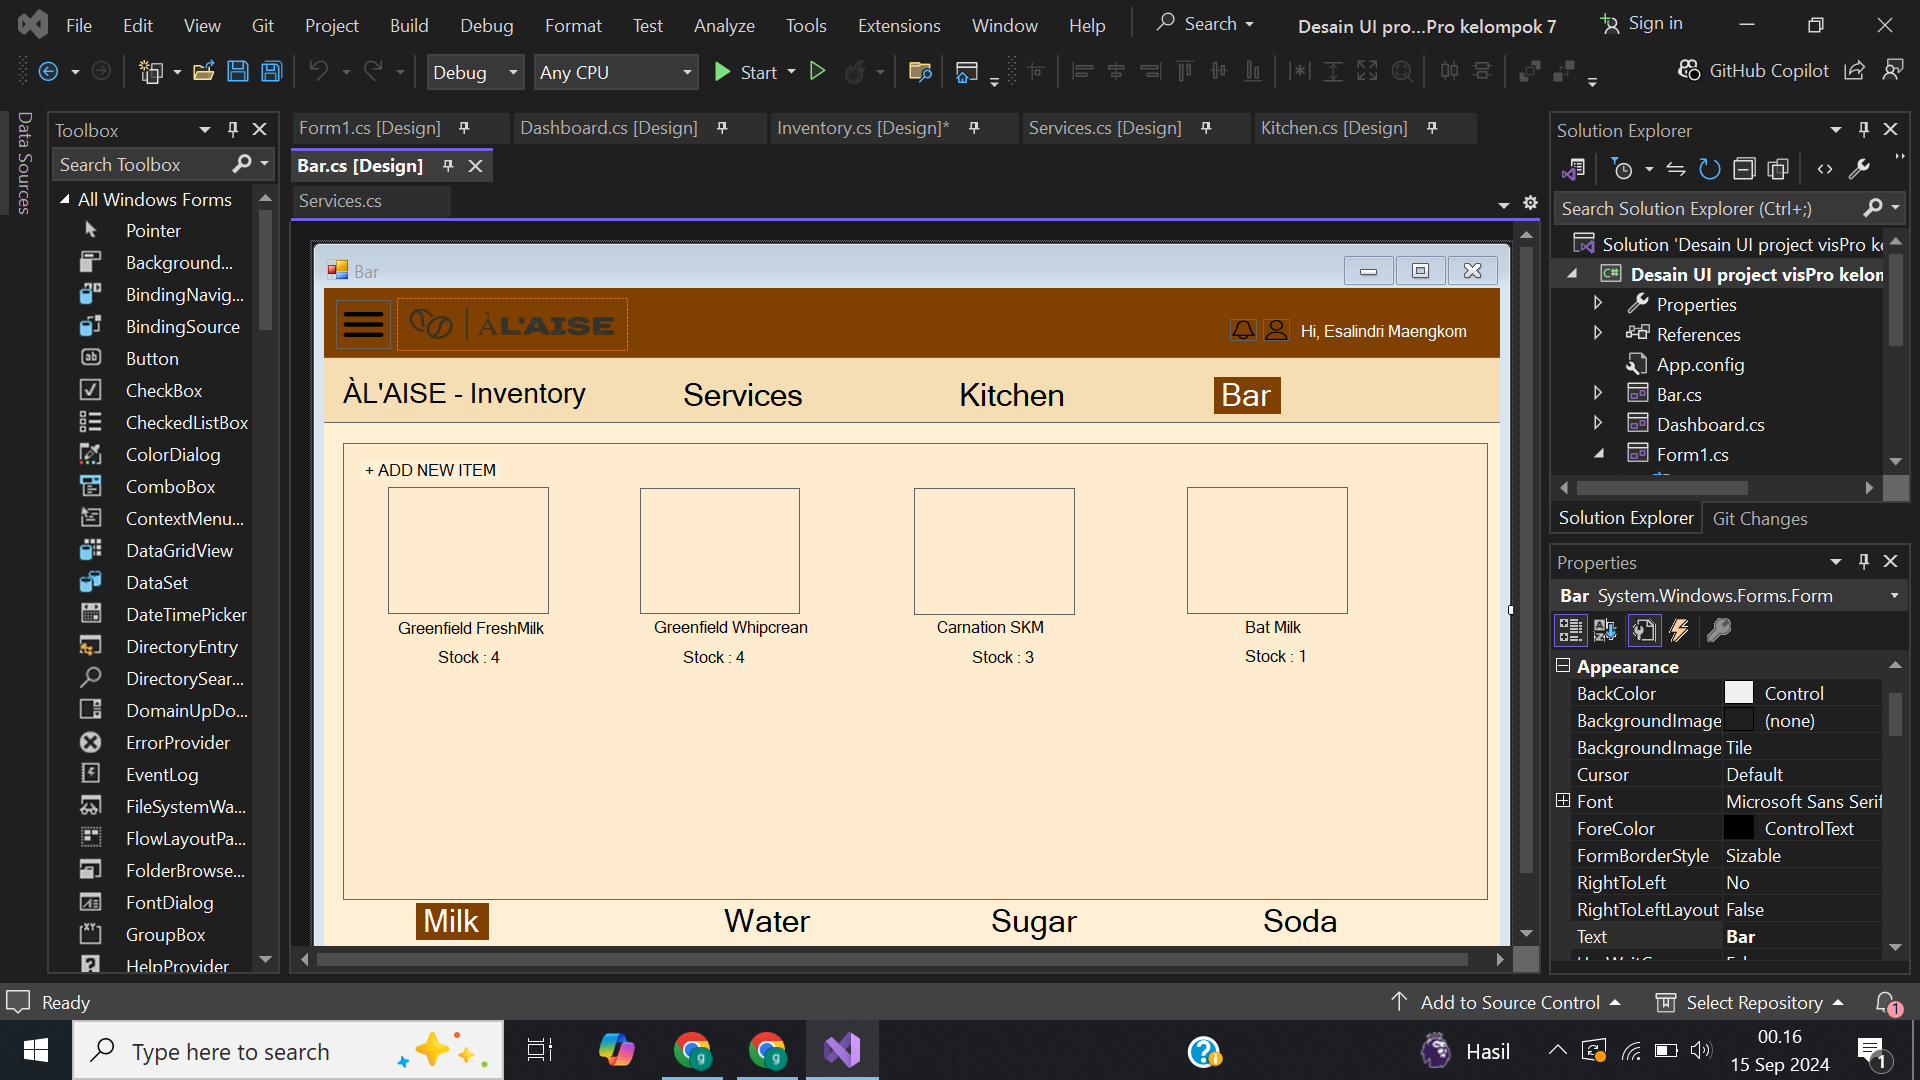 File Edit View Git Project Build Debug Format Test Analyze Tools Extensions Window Help Search Desain UI pro...Pro kelompok 7 Sign in
Debug Any CPU Start GitHub Copilot
Data Sources
Toolbox
Search Toolbox
All Windows Forms
Pointer
Background...
BindingNavig...
BindingSource
Button
CheckBox
CheckedListBox
ColorDialog
ComboBox
ContextMenu...
DataGridView
DataSet
DateTimePicker
DirectoryEntry
DirectorySear...
DomainUpDo...
ErrorProvider
EventLog
FileSystemWa...
FlowLayoutPa...
FolderBrowse...
FontDialog
GroupBox
HelpProvider
Form1.cs [Design] Dashboard.cs [Design] Inventory.cs [Design]* Services.cs [Design] Kitchen.cs [Design]
Bar.cs [Design]
Services.cs
Bar
ÀL'AISE Hi, Esalindri Maengkom
ÀL'AISE - Inventory Services Kitchen Bar
+ ADD NEW ITEM
Greenfield FreshMilk Greenfield Whipcrean Carnation SKM Bat Milk
Stock : 4 Stock : 4 Stock : 3 Stock : 1
Milk Water Sugar Soda
Solution Explorer
Search Solution Explorer (Ctrl+;)
Solution 'Desain UI project visPro ke
Desain UI project visPro kelon
Properties
References
App.config
Bar.cs
Dashboard.cs
Form1.cs
Solution Explorer Git Changes
Properties
Bar System.Windows.Forms.Form
Appearance
BackColor Control
BackgroundImage (none)
BackgroundImage Tile
Cursor Default
Font Microsoft Sans Serif
ForeColor ControlText
FormBorderStyle Sizable
RightToLeft No
RightToLeftLayout False
Text Bar
Ready Add to Source Control Select Repository 1
Type here to search Hasil 00.16
15 Sep 2024 1